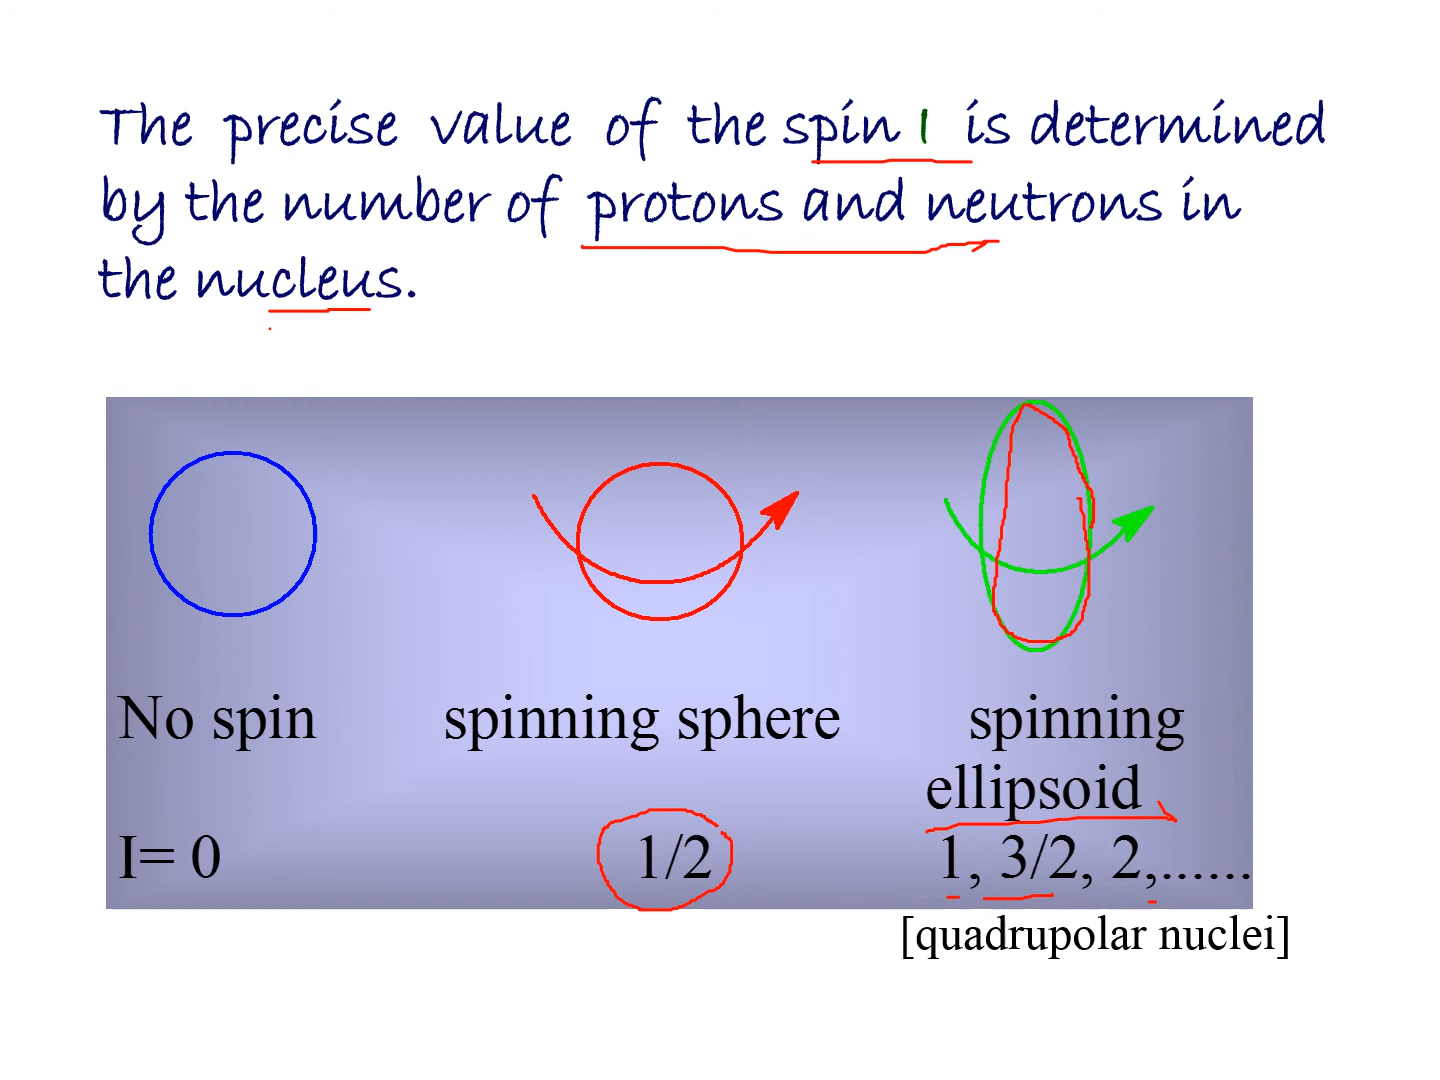 The precise value of the spin I is determined
by the number of protons and neutrons in
the nucleus.
No spin spinning sphere spinning
ellipsoid
I= 0 1/2 1, 3/2, 2,......
[quadrupolar nuclei]